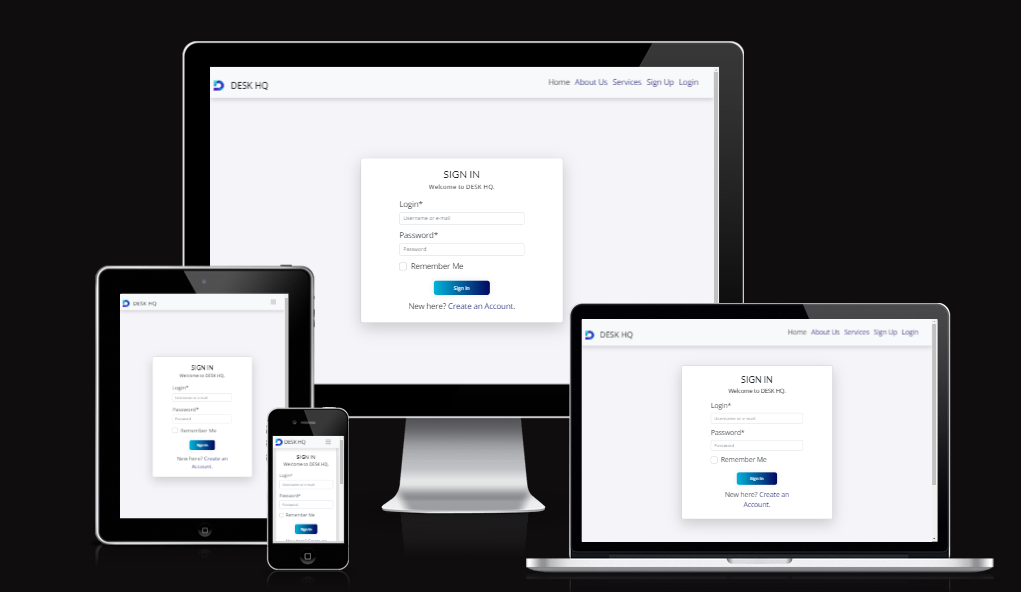 DESK HQ
Home About Us Services Sign Up Login
SIGN IN
Welcome to DESK HQ.
Login*
Username or e-mail
Password*
Password
Remember Me
Sign In
New here? Create an Account.
DESK HQ
SIGN IN
Welcome to DESK HQ.
Login*
Username or e-mail
Password*
Password
Remember Me
Sign In
New here? Create an
Account.
DESK HQ
SIGN IN
Welcome to DESK HQ.
Login*
Username or e-mail
Password*
Password
Remember Me
Sign In
DESK HQ
Home About Us Services Sign Up Login
SIGN IN
Welcome to DESK HQ.
Login*
Username or e-mail
Password*
Password
Remember Me
Sign In
New here? Create an
Account.